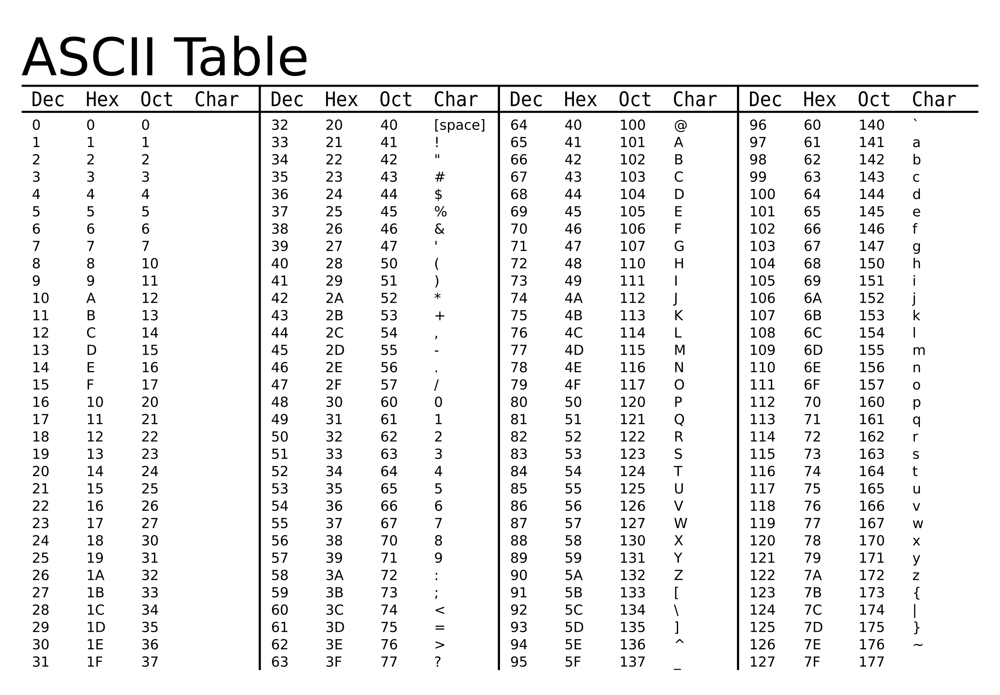 ASCII Table
Dec Hex Oct Char Dec Hex Oct Char Dec Hex Oct Char Dec Hex Oct Char
0 0 0 32 20 40 [space] 64 40 100 @ 96 60 140 `
1 1 1 33 21 41 ! 65 41 101 A 97 61 141 a
2 2 2 34 22 42 " 66 42 102 B 98 62 142 b
3 3 3 35 23 43 # 67 43 103 C 99 63 143 c
4 4 4 36 24 44 $ 68 44 104 D 100 64 144 d
5 5 5 37 25 45 % 69 45 105 E 101 65 145 e
6 6 6 38 26 46 & 70 46 106 F 102 66 146 f
7 7 7 39 27 47 ' 71 47 107 G 103 67 147 g
8 8 10 40 28 50 ( 72 48 110 H 104 68 150 h
9 9 11 41 29 51 ) 73 49 111 I 105 69 151 i
10 A 12 42 2A 52 * 74 4A 112 J 106 6A 152 j
11 B 13 43 2B 53 + 75 4B 113 K 107 6B 153 k
12 C 14 44 2C 54 , 76 4C 114 L 108 6C 154 l
13 D 15 45 2D 55 - 77 4D 115 M 109 6D 155 m
14 E 16 46 2E 56 . 78 4E 116 N 110 6E 156 n
15 F 17 47 2F 57 / 79 4F 117 O 111 6F 157 o
16 10 20 48 30 60 0 80 50 120 P 112 70 160 p
17 11 21 49 31 61 1 81 51 121 Q 113 71 161 q
18 12 22 50 32 62 2 82 52 122 R 114 72 162 r
19 13 23 51 33 63 3 83 53 123 S 115 73 163 s
20 14 24 52 34 64 4 84 54 124 T 116 74 164 t
21 15 25 53 35 65 5 85 55 125 U 117 75 165 u
22 16 26 54 36 66 6 86 56 126 V 118 76 166 v
23 17 27 55 37 67 7 87 57 127 W 119 77 167 w
24 18 30 56 38 70 8 88 58 130 X 120 78 170 x
25 19 31 57 39 71 9 89 59 131 Y 121 79 171 y
26 1A 32 58 3A 72 : 90 5A 132 Z 122 7A 172 z
27 1B 33 59 3B 73 ; 91 5B 133 [ 123 7B 173 {
28 1C 34 60 3C 74 < 92 5C 134 \ 124 7C 174 |
29 1D 35 61 3D 75 = 93 5D 135 ] 125 7D 175 }
30 1E 36 62 3E 76 > 94 5E 136 ^ 126 7E 176 ~
31 1F 37 63 3F 77 ? 95 5F 137 _ 127 7F 177